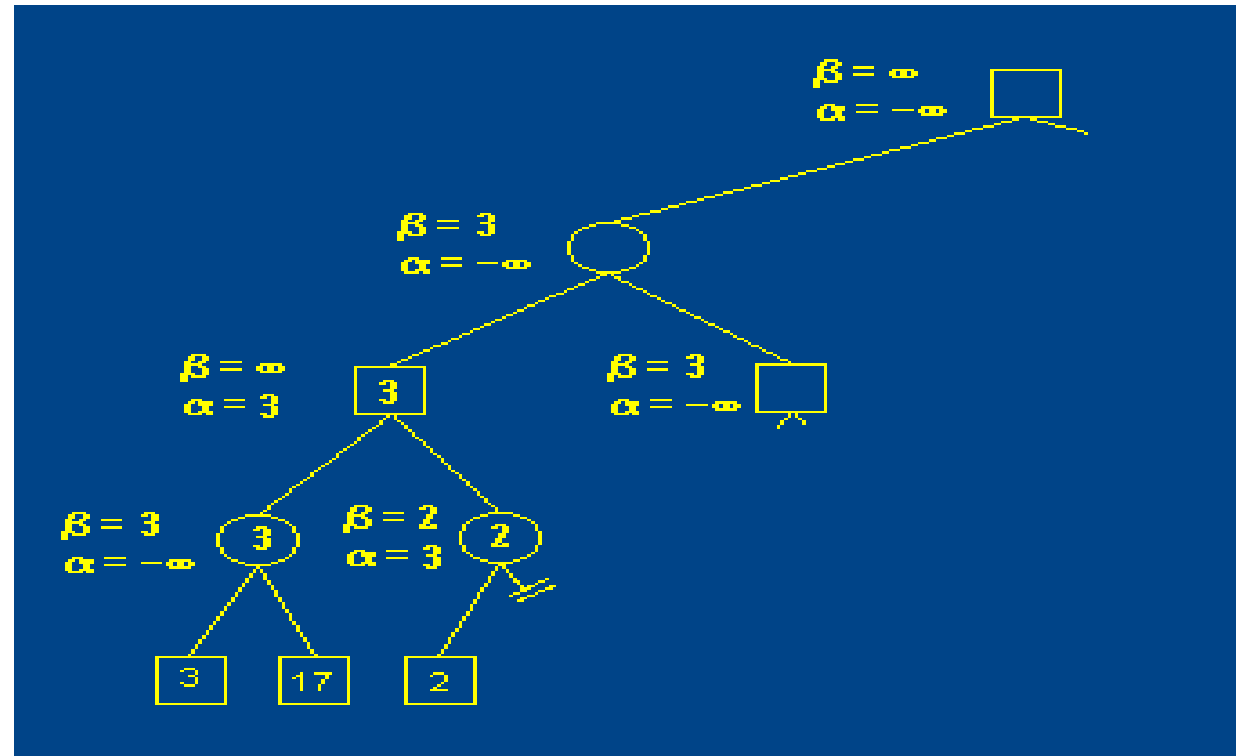 β = ∞
α = −∞
β = 3
α = −∞
β = ∞
α = 3
3
β = 3
α = −∞
β = 3
α = −∞
3
β = 2
α = 3
2
3
17
2